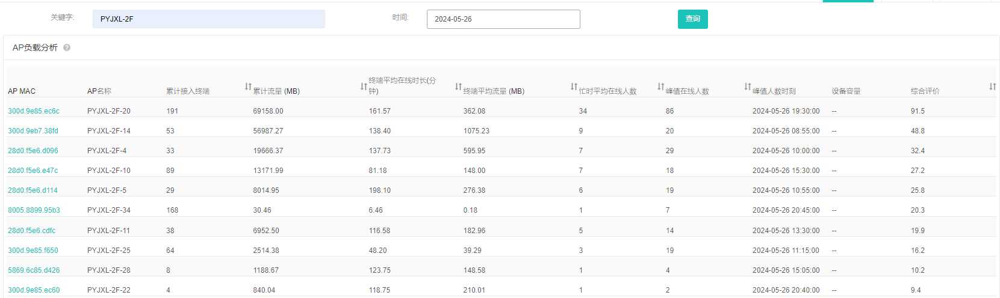 关键字: PYJXL-2F 时间: 2024-05-26 查询
AP负载分析
AP MAC AP名称 累计接入终端 累计流量 (MB) 终端平均在线时长(分钟) 终端平均流量 (MB) 忙时平均在线人数 峰值在线人数 峰值人数时刻 设备容量 综合评价
300d.9e85.ec6c PYJXL-2F-20 191 69158.00 161.57 362.08 34 86 2024-05-26 19:30:00 -- 91.5
300d.9eb7.38fd PYJXL-2F-14 53 56987.27 138.40 1075.23 9 20 2024-05-26 08:55:00 -- 48.8
28d0.f5e6.d096 PYJXL-2F-4 33 19666.37 137.73 595.95 7 29 2024-05-26 10:00:00 -- 32.4
28d0.f5e6.e47c PYJXL-2F-10 89 13171.99 81.18 148.00 7 18 2024-05-26 15:30:00 -- 27.2
28d0.f5e6.d114 PYJXL-2F-5 29 8014.95 198.10 276.38 6 19 2024-05-26 10:55:00 -- 25.8
8005.8899.95b3 PYJXL-2F-34 168 30.46 6.46 0.18 1 7 2024-05-26 20:45:00 -- 20.3
28d0.f5e6.cdfc PYJXL-2F-11 38 6952.50 116.58 182.96 5 14 2024-05-26 13:30:00 -- 19.9
300d.9e85.f650 PYJXL-2F-25 64 2514.38 48.20 39.29 3 19 2024-05-26 11:15:00 -- 16.2
5869.6c85.d426 PYJXL-2F-28 8 1188.67 123.75 148.58 1 4 2024-05-26 15:05:00 -- 10.2
300d.9e85.ec60 PYJXL-2F-22 4 840.04 118.75 210.01 1 2 2024-05-26 20:40:00 -- 9.4